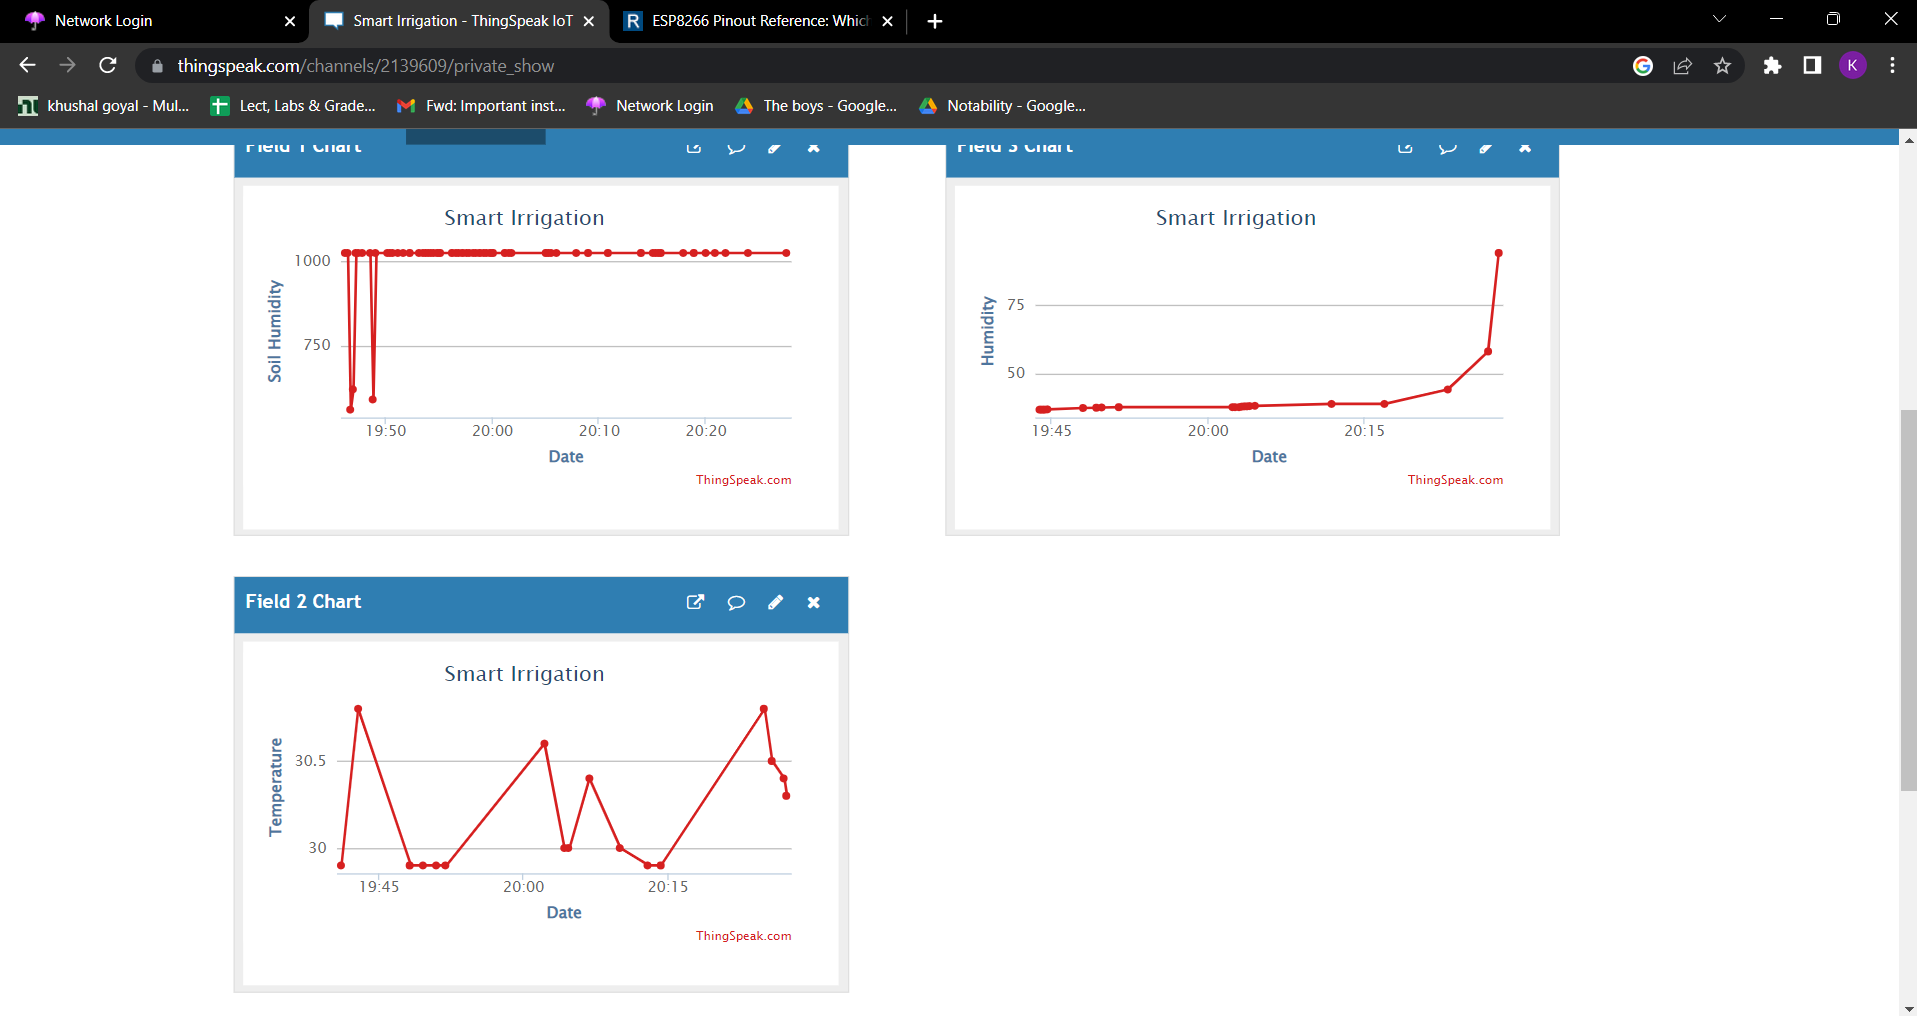 Network Login
Smart Irrigation - ThingSpeak IoT
ESP8266 Pinout Reference: Which
thingspeak.com/channels/2139609/private_show
K
khushal goyal - Mul...
Lect, Labs & Grade...
Fwd: Important inst...
Network Login
The boys - Google...
Notability - Google...
Field 1 Chart
Smart Irrigation
1000
750
Soil Humidity
19:50
20:00
20:10
20:20
Date
ThingSpeak.com
Field 3 Chart
Smart Irrigation
75
50
Humidity
19:45
20:00
20:15
Date
ThingSpeak.com
Field 2 Chart
Smart Irrigation
30.5
30
Temperature
19:45
20:00
20:15
Date
ThingSpeak.com